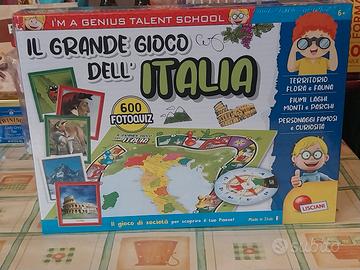 I'M A GENIUS TALENT SCHOOL
6+
IL GRANDE GIOCO
DELL'ITALIA
600
FOTOQUIZ
TERRITORIO
FLORA e FAUNA
FIUMI LAGHI
MONTI e PARCHI
PERSONAGGI FAMOSI
e CURIOSITÀ
il gioco di società per scoprire il tuo Paese!
Made in Italy
LISCIANI
subito